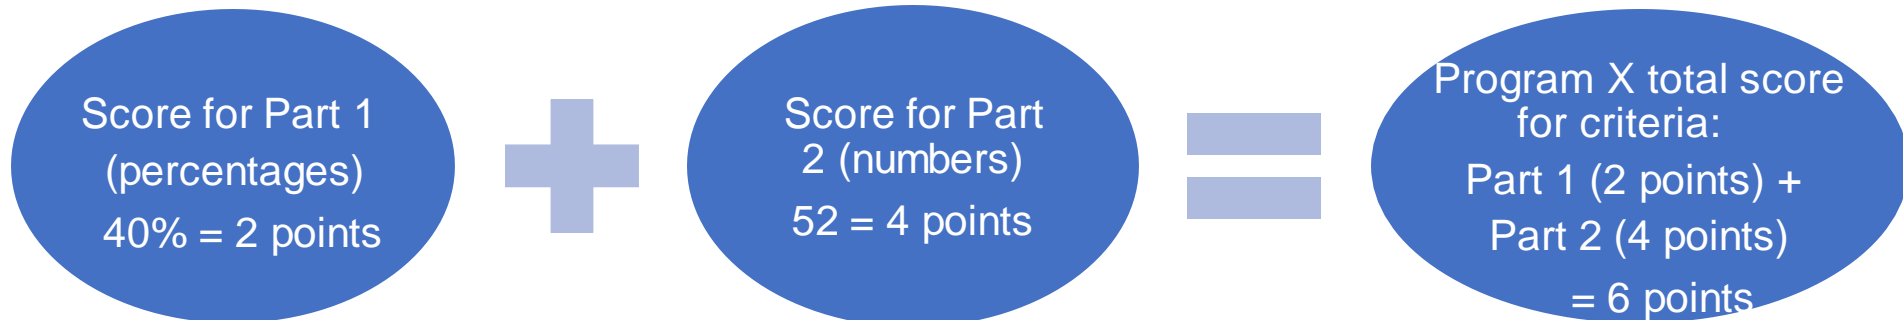 Score for Part 1
(percentages)
40% = 2 points
Score for Part
2 (numbers)
52 = 4 points
Program X total score
for criteria:
Part 1 (2 points) +
Part 2 (4 points)
= 6 points